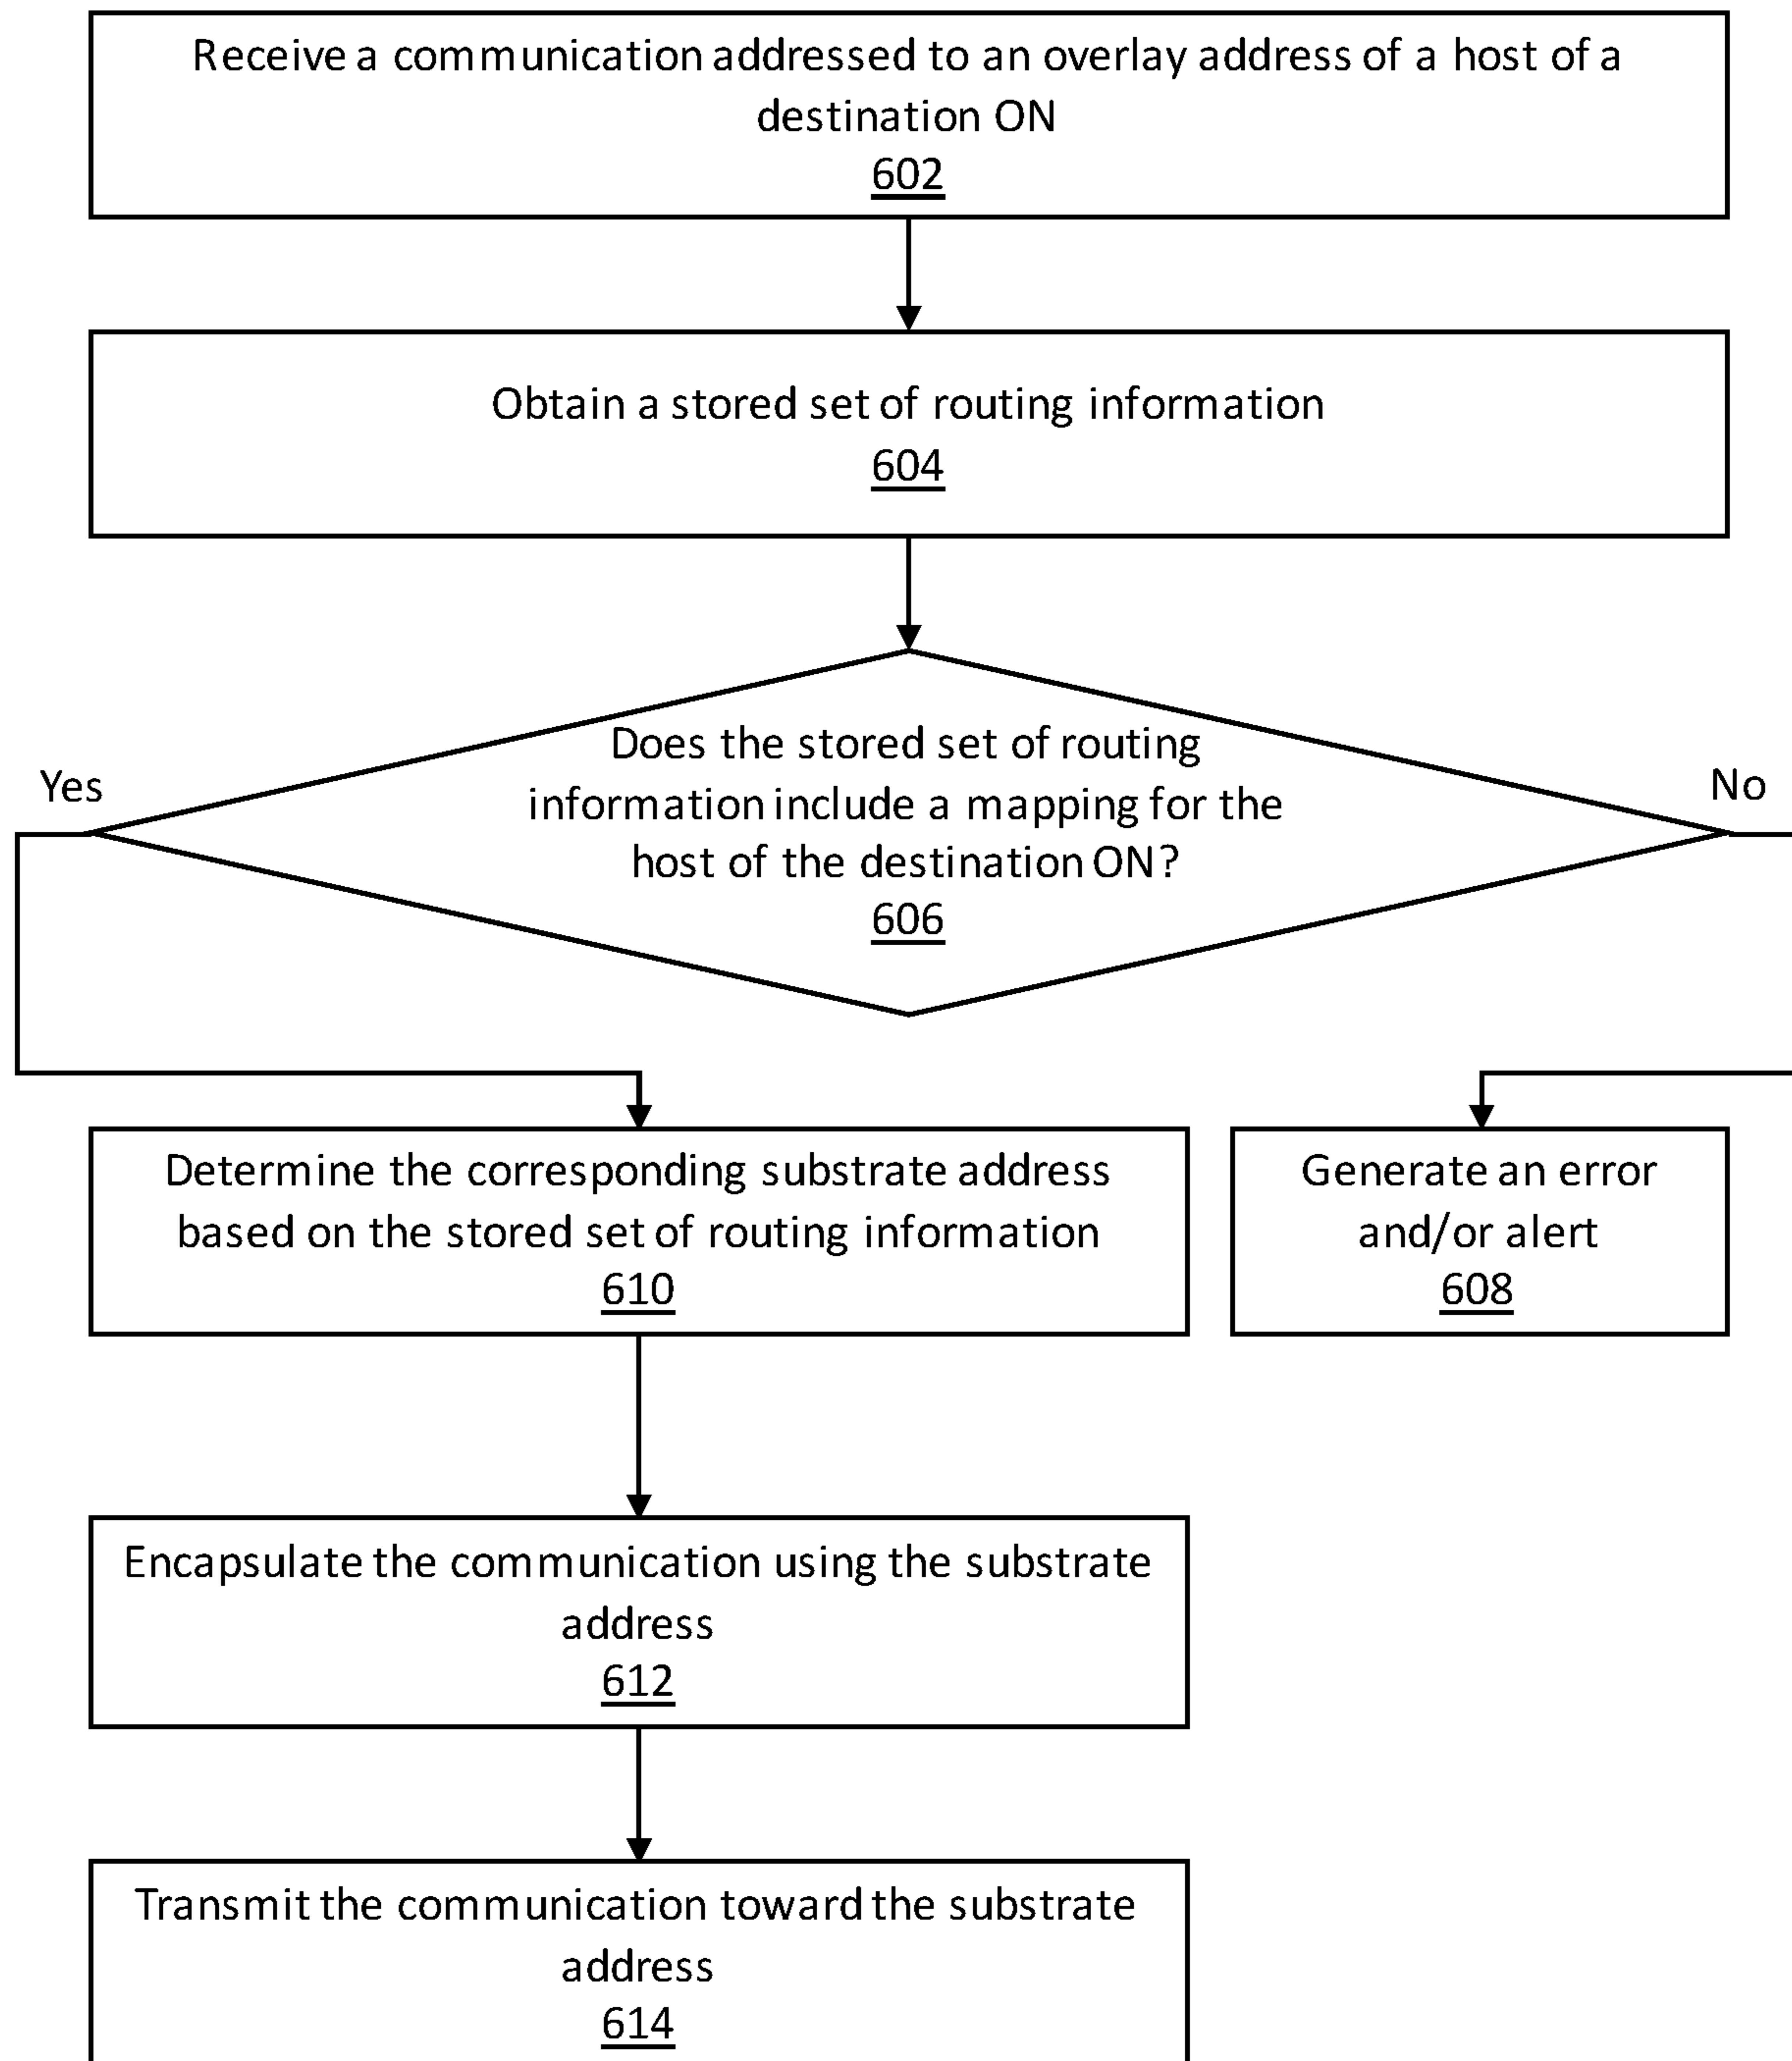 Receive a communication addressed to an overlay address of a host of a
destination ON
602
Obtain a stored set of routing information
604
Does the stored set of routing
information include a mapping for the
host of the destination ON?
606
Yes
No
Determine the corresponding substrate address
based on the stored set of routing information
610
Generate an error
and/or alert
608
Encapsulate the communication using the substrate
address
612
Transmit the communication toward the substrate
address
614